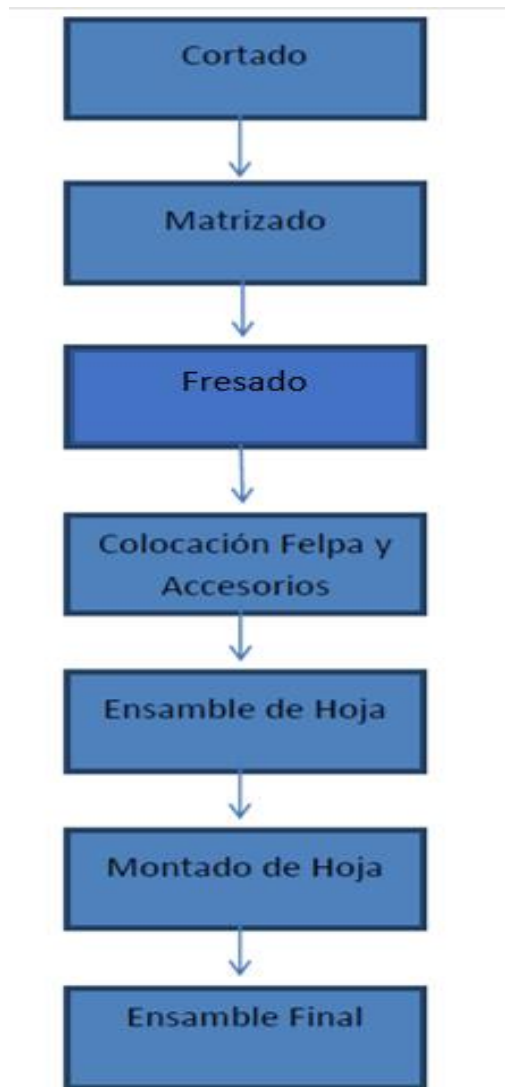 Cortado
Matrizado
Fresado
Colocación Felpa y
Accesorios
Ensamble de Hoja
Montado de Hoja
Ensamble Final